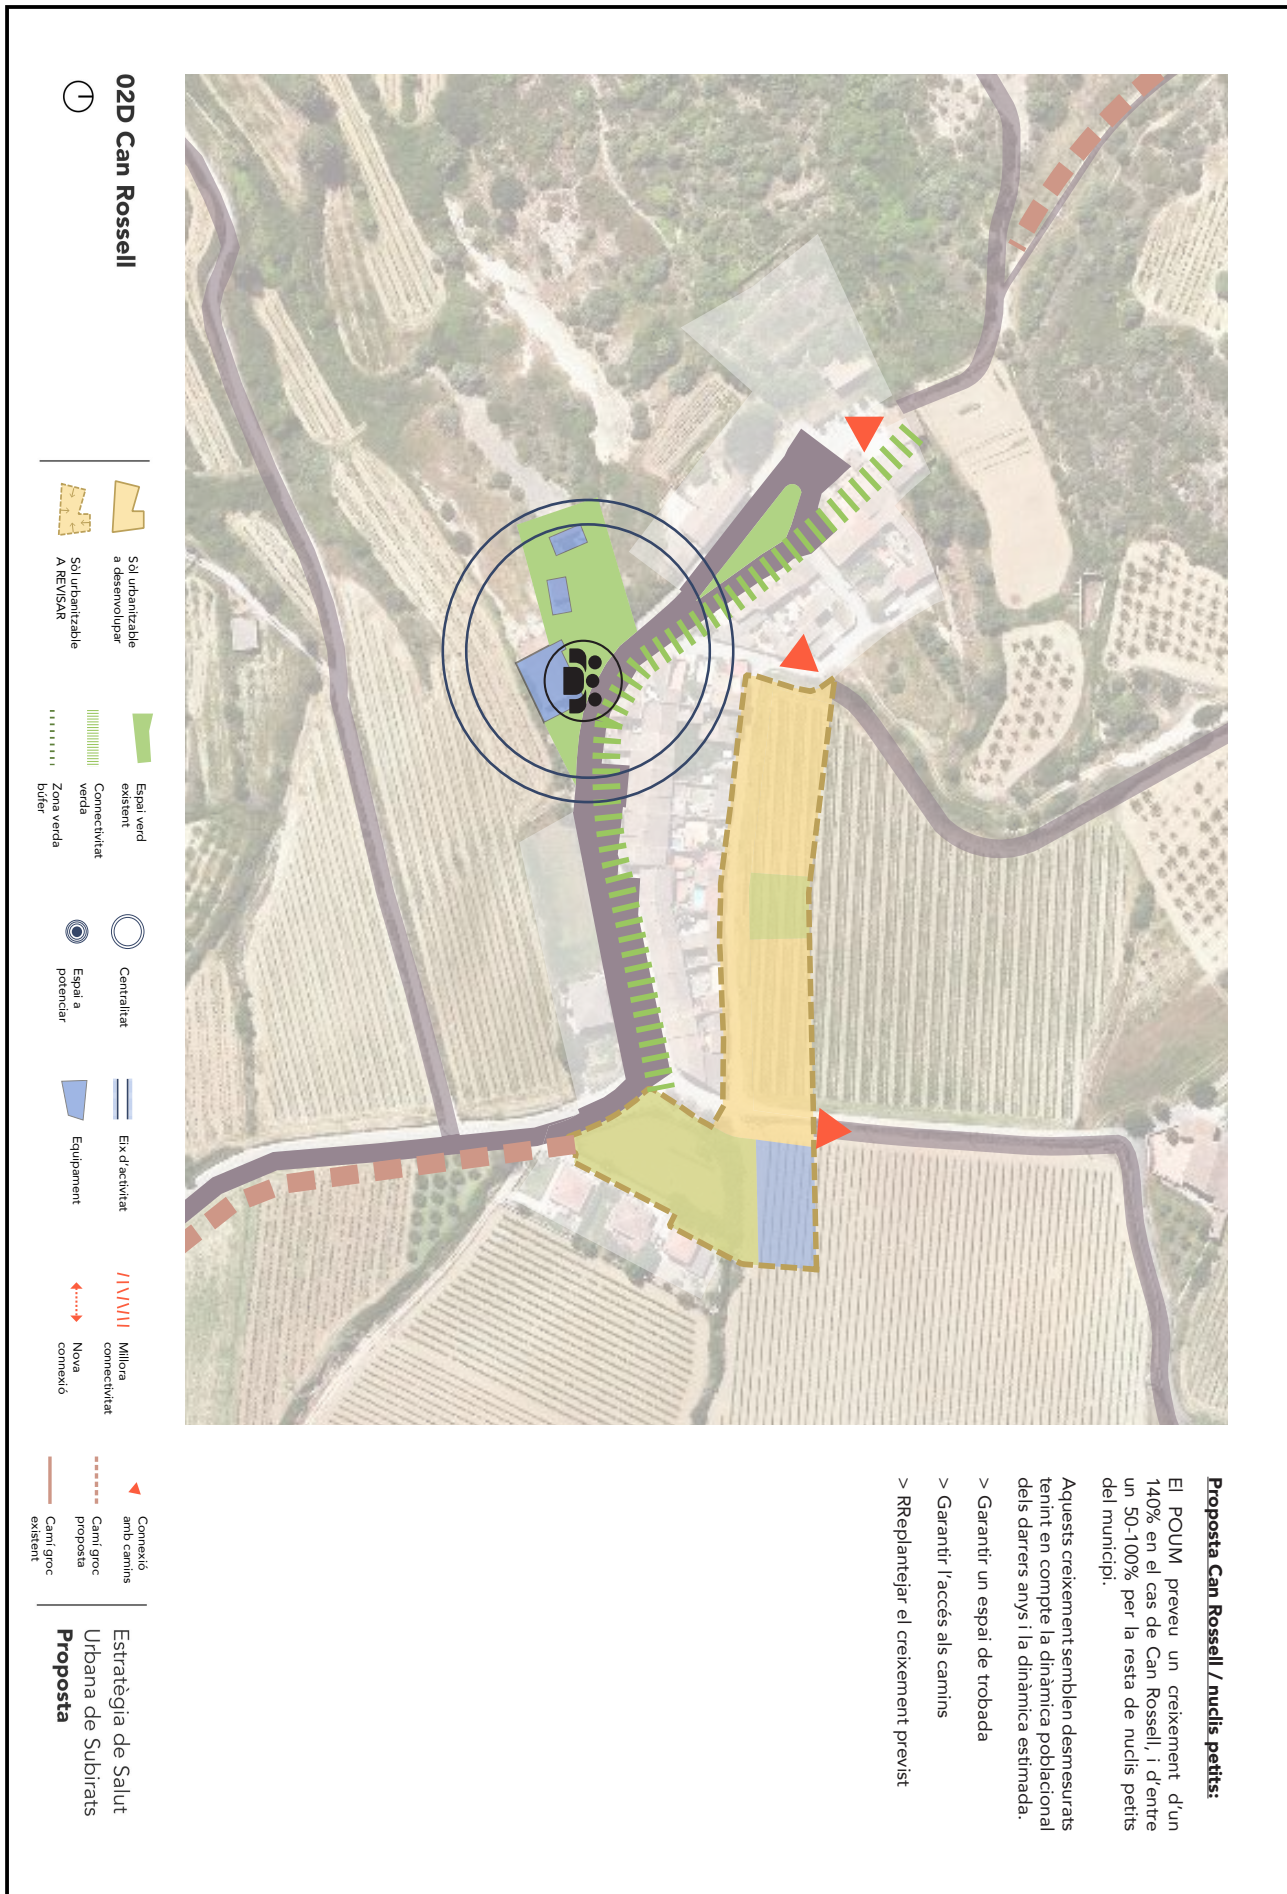 Proposta Can Rossell / nuclis petits:
El POUM preveu un creixement d'un
140% en el cas de Can Rossell, i d'entre
un 50-100% per la resta de nuclis petits
del municipi.
Aquests creixement semblen desmesurats
tenint en compte la dinàmica poblacional
dels darrers anys i la dinàmica estimada.
> Garantir un espai de trobada
> Garantir l'accés als camins
> RReplantejar el creixement previst
02D Can Rossell
Sòl urbanitzable
a desenvolupar
Sòl urbanitzable
A REVISAR
Espai verd
existent
Connectivitat
verda
Zona verda
búfer
Centralitat
Espai a
potenciar
Eix d'activitat
Equipament
Millora
connectivitat
Nova
connexió
Connexió
amb camins
Camí groc
proposta
Camí groc
existent
Estratègia de Salut
Urbana de Subirats
Proposta